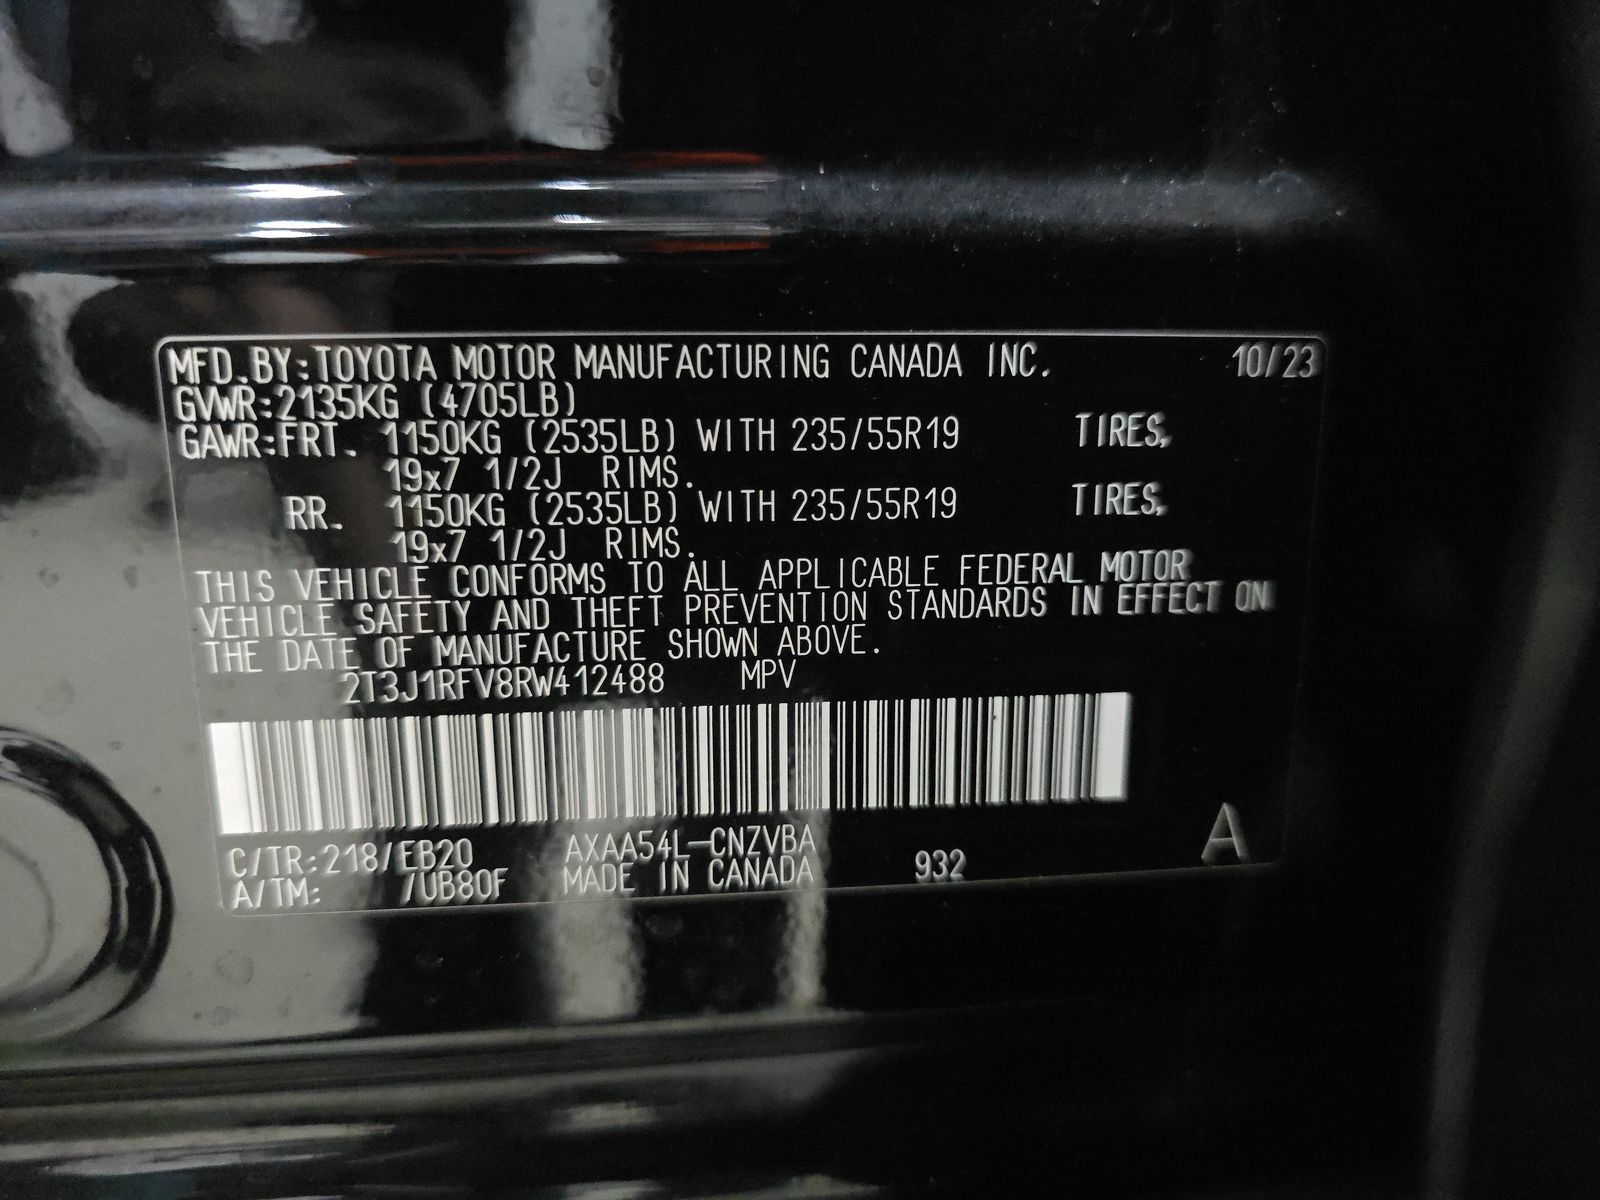 MFD.BY:TOYOTA MOTOR MANUFACTURING CANADA INC. 10/23
GVWR:2135KG (4705LB)
GAWR:FRT. 1150KG (2535LB) WITH 235/55R19 TIRES,
19x7 1/2J RIMS.
RR. 1150KG (2535LB) WITH 235/55R19 TIRES,
19x7 1/2J RIMS.
THIS VEHICLE CONFORMS TO ALL APPLICABLE FEDERAL MOTOR
VEHICLE SAFETY AND THEFT PREVENTION STANDARDS IN EFFECT ON
THE DATE OF MANUFACTURE SHOWN ABOVE.
2T3J1RFV8RW412488 MPV
C/TR:218/EB20 AXAA54L-CNZVBA 932 A
A/TM: /UB80F MADE IN CANADA